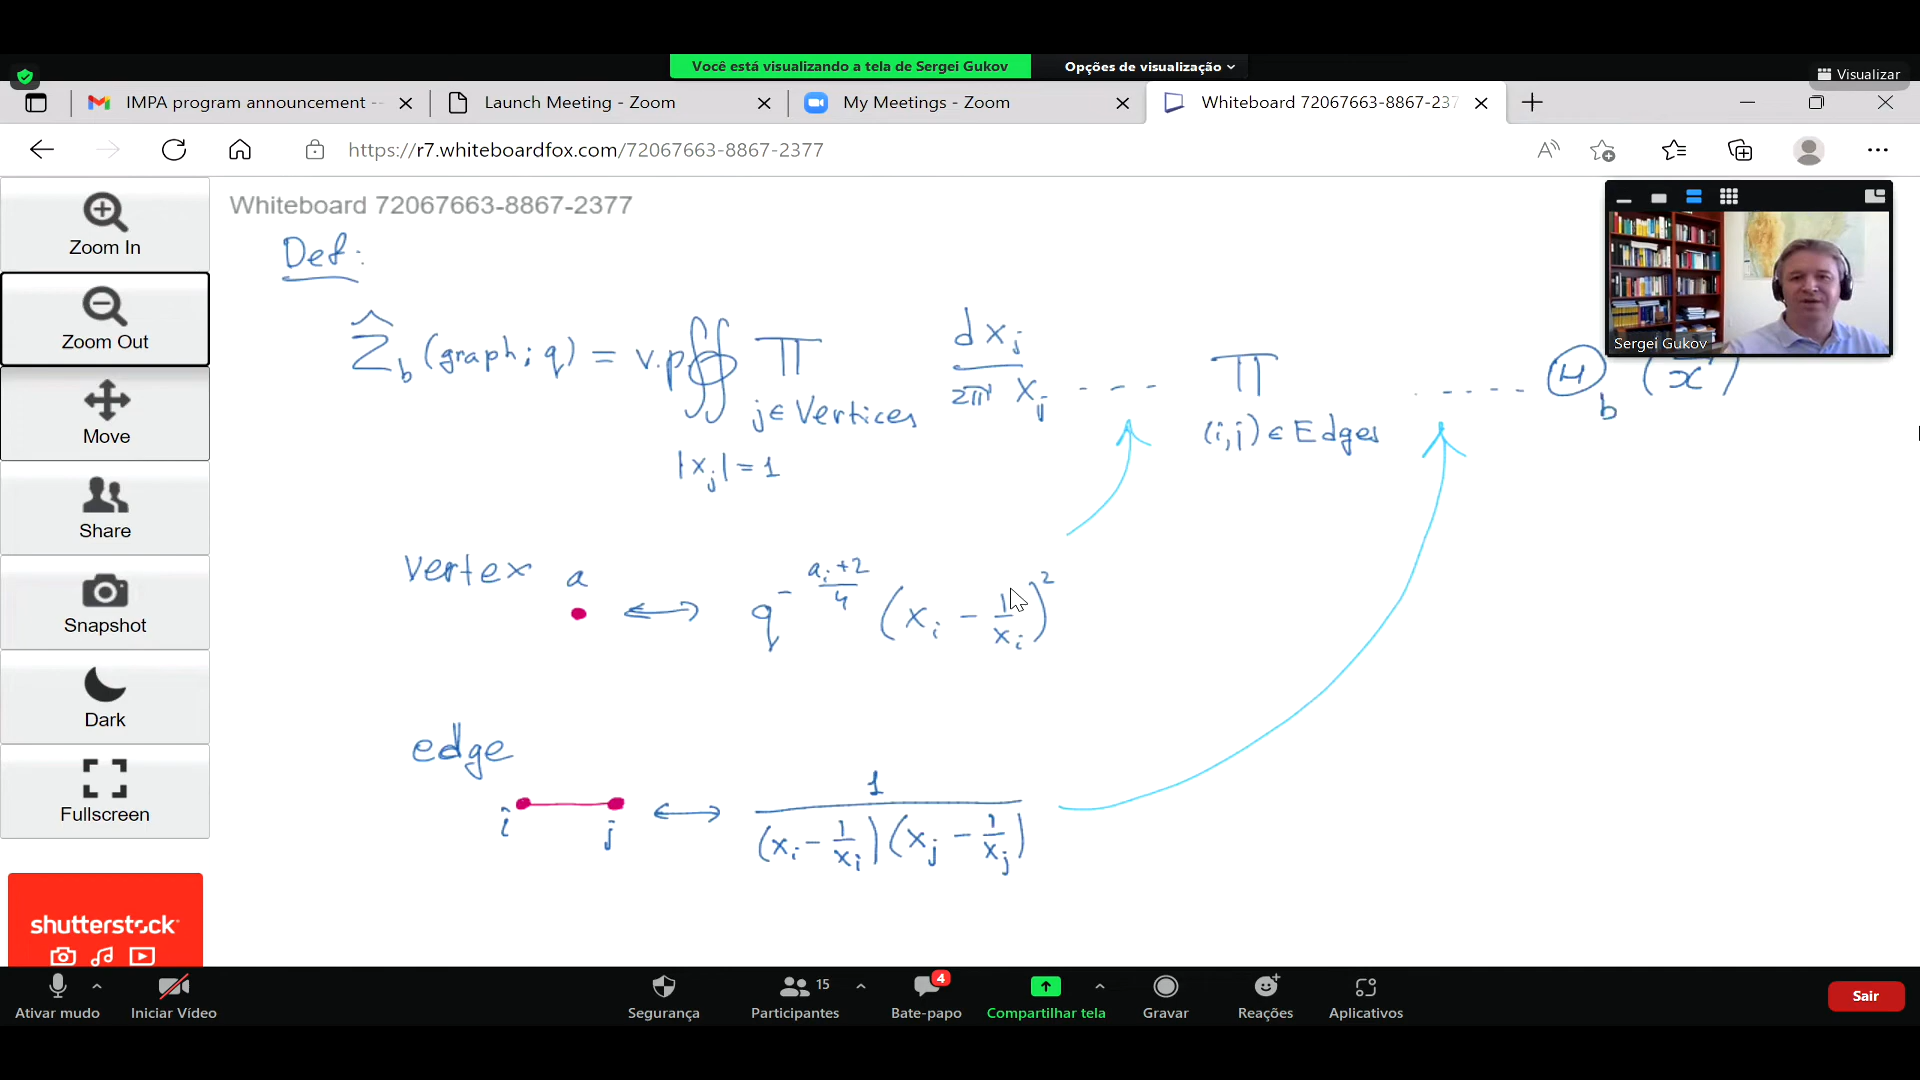 Você está visualizando a tela de Sergei Gukov
Opções de visualização
Visualizar
IMPA program announcement --
Launch Meeting - Zoom
My Meetings - Zoom
Whiteboard 72067663-8867-237
https://r7.whiteboardfox.com/72067663-8867-2377
Zoom In
Zoom Out
Move
Share
Snapshot
Dark
Fullscreen
shutterstock
Whiteboard 72067663-8867-2377
Sergei Gukov
Def:
Ẑ_b (graph; q) = v.p. ∮∮ ∏_{j ∈ Vertices} dx_j / 2πi x_j ---- ∏_{(i,j) ∈ Edges} ..... Θ_b (x⃗)
|x_j| = 1
vertex a ↔ q^{-(a_i+2)/4} (x_i - 1/x_i)^2
edge
i j ↔ 1 / (x_i - 1/x_i)(x_j - 1/x_j)
Ativar mudo
Iniciar Vídeo
Segurança
Participantes
15
Bate-papo
4
Compartilhar tela
Gravar
Reações
Aplicativos
Sair